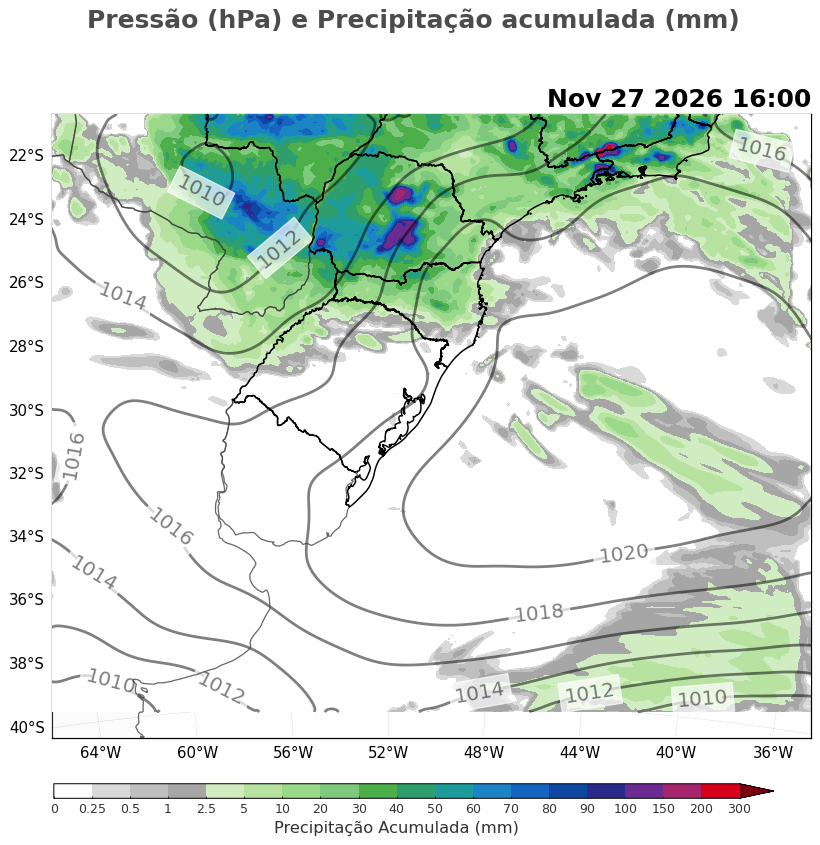 Pressão (hPa) e Precipitação acumulada (mm)
Nov 27 2026 16:00
22°S
24°S
26°S
28°S
30°S
32°S
34°S
36°S
38°S
40°S
1016
1010
1012
1014
1016
1016
1014
1020
1018
1010
1012
1014
1012
1010
64°W 60°W 56°W 52°W 48°W 44°W 40°W 36°W
0 0.25 0.5 1 2.5 5 10 20 30 40 50 60 70 80 90 100 150 200 300
Precipitação Acumulada (mm)